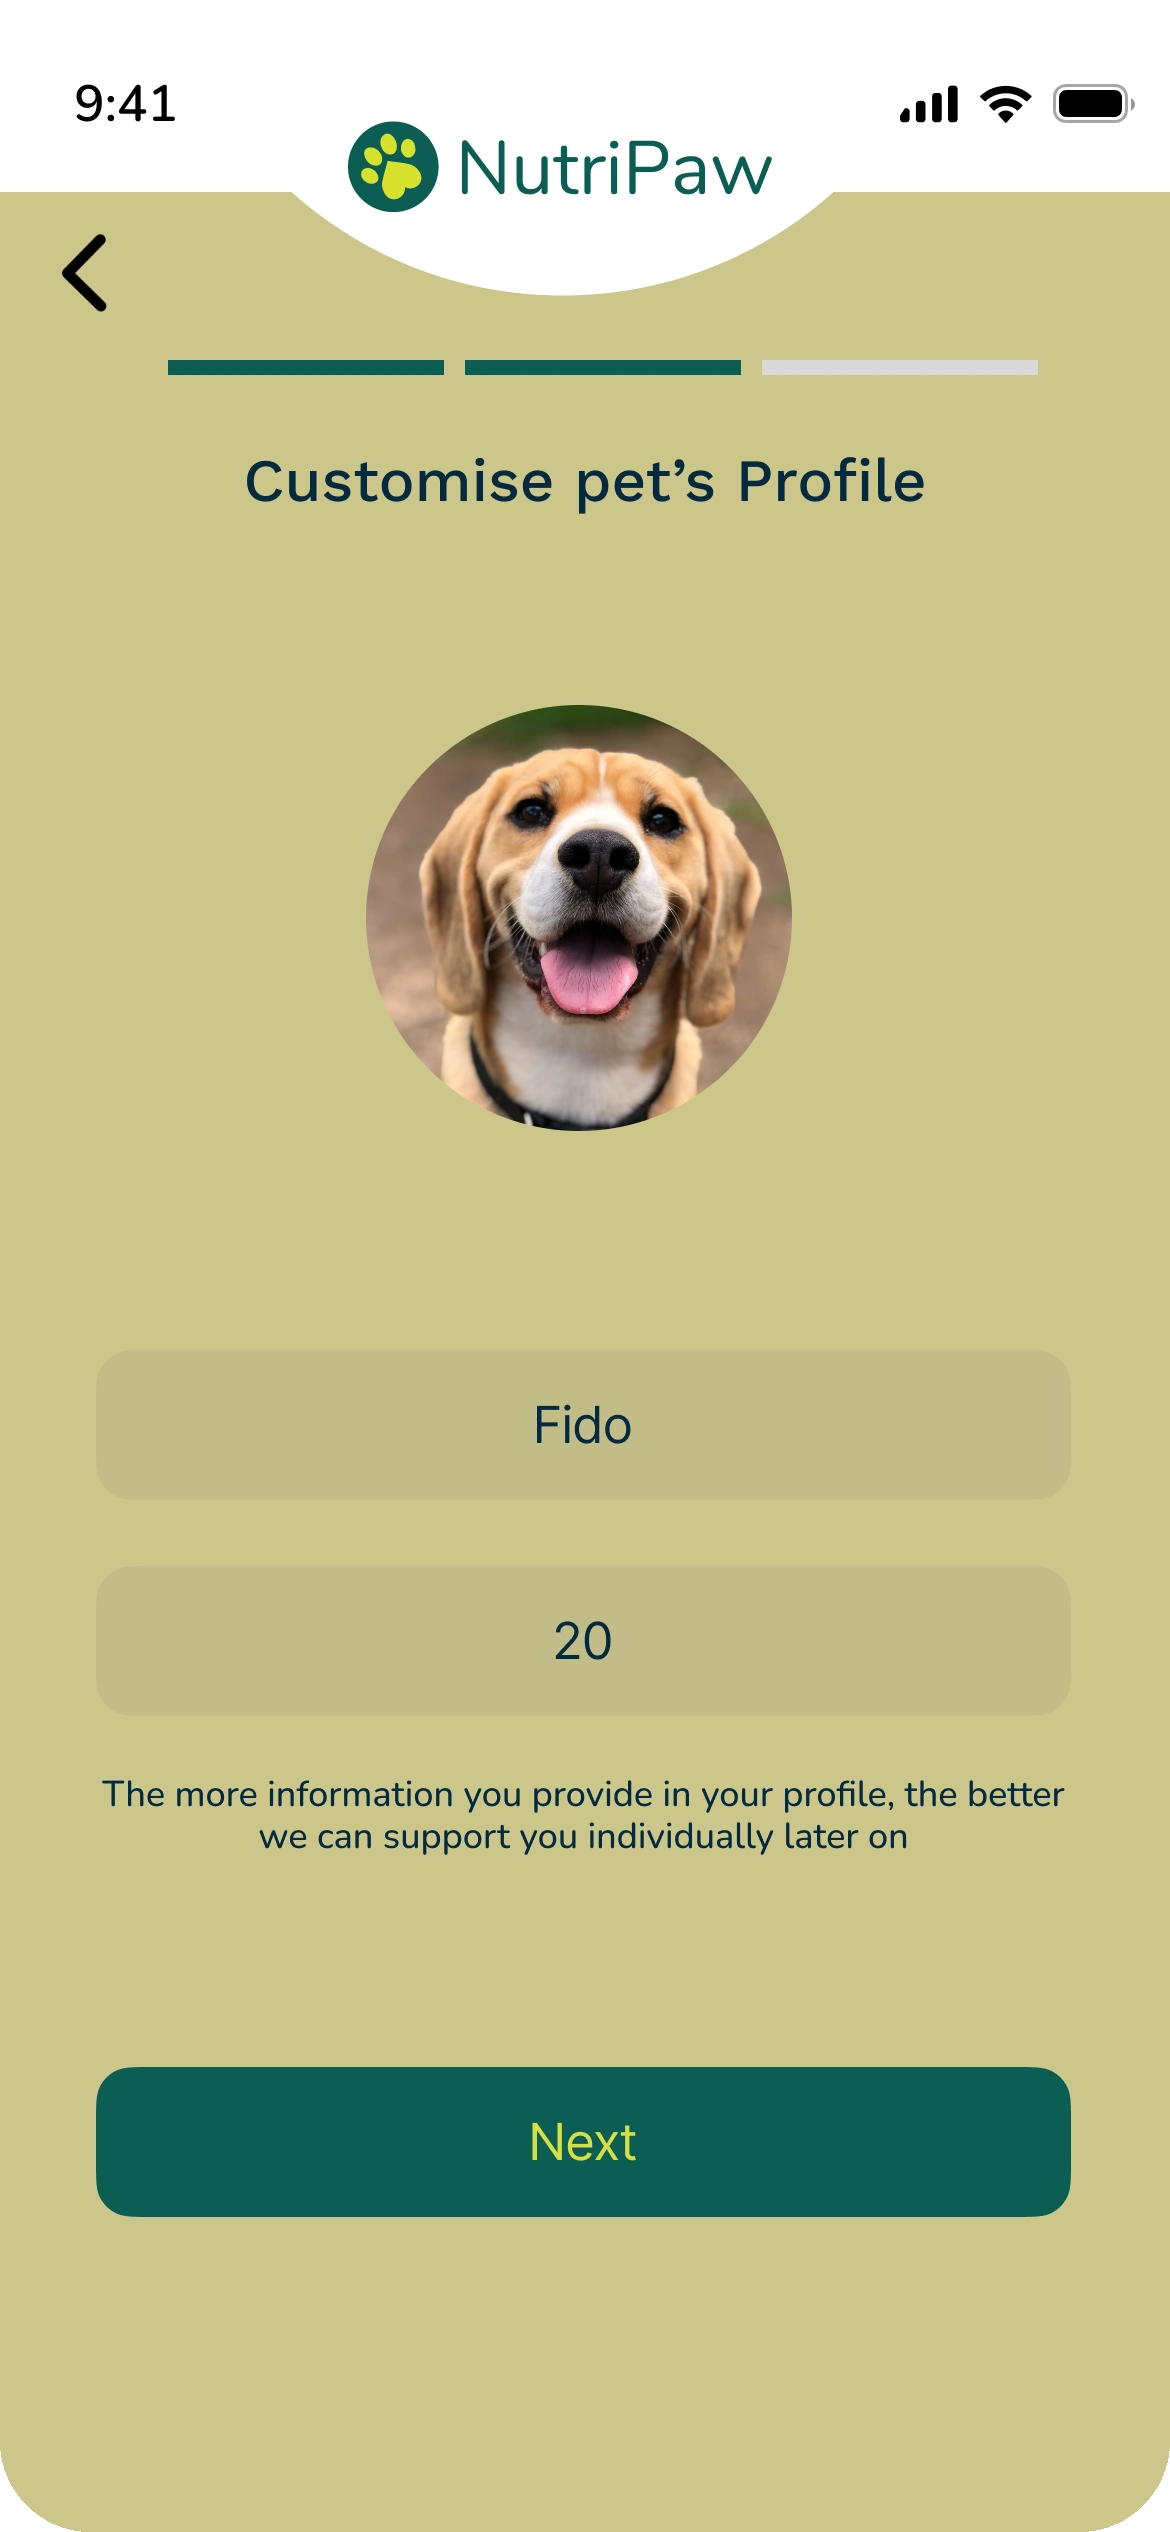 9:41
NutriPaw
Customise pet’s Profile
Fido
20
The more information you provide in your profile, the better
we can support you individually later on
Next